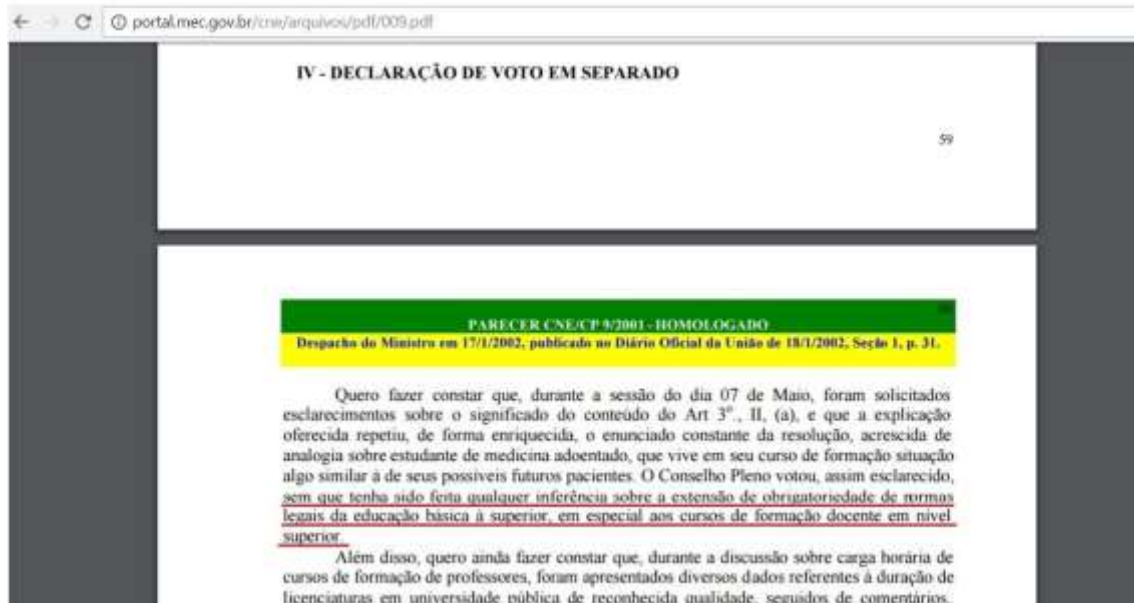 portal.mec.gov.br/cne/arquivos/pdf/009.pdf
IV - DECLARAÇÃO DE VOTO EM SEPARADO
59
PARECER CNE/CP 9/2001 - HOMOLOGADO
Despacho do Ministro em 17/1/2002, publicado no Diário Oficial da União de 18/1/2002, Seção 1, p. 31.
Quero fazer constar que, durante a sessão do dia 07 de Maio, foram solicitados
esclarecimentos sobre o significado do conteúdo do Art 3º., II, (a), e que a explicação
oferecida repetiu, de forma enriquecida, o enunciado constante da resolução, acrescida de
analogia sobre estudante de medicina adoentado, que vive em seu curso de formação situação
algo similar à de seus possíveis futuros pacientes. O Conselho Pleno votou, assim esclarecido,
sem que tenha sido feita qualquer inferência sobre a extensão de obrigatoriedade de normas
legais da educação básica à superior, em especial aos cursos de formação docente em nível
superior.
Além disso, quero ainda fazer constar que, durante a discussão sobre carga horária de
cursos de formação de professores, foram apresentados diversos dados referentes à duração de
licenciaturas em universidade pública de reconhecida qualidade, seguidos de comentários,